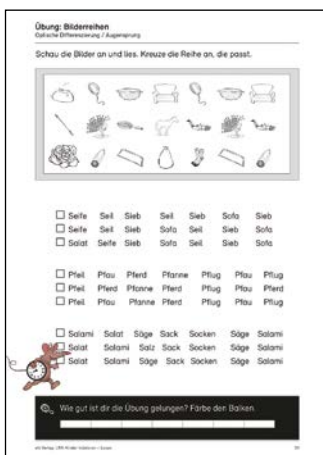 Übung: Bilderreihen
Optische Differenzierung / Augensprung
Schau die Bilder an und lies. Kreuze die Reihe an, die passt.
Seife Seil Sieb Seil Sieb Sofa Sieb
Seife Seil Sieb Sofa Seil Sieb Sofa
Salat Seife Sieb Sofa Seil Sieb Sofa
Pfeil Pfau Pferd Pfanne Pflug Pfau Pflug
Pfeil Pferd Pfanne Pferd Pflug Pfau Pferd
Pfeil Pfau Pfanne Pferd Pflug Pfau Pflug
Salami Salat Säge Sack Socken Säge Salami
Salat Salami Salz Sack Socken Säge Salami
Salat Salami Säge Sack Socken Säge Salami
Wie gut ist dir die Übung gelungen? Färbe den Balken.